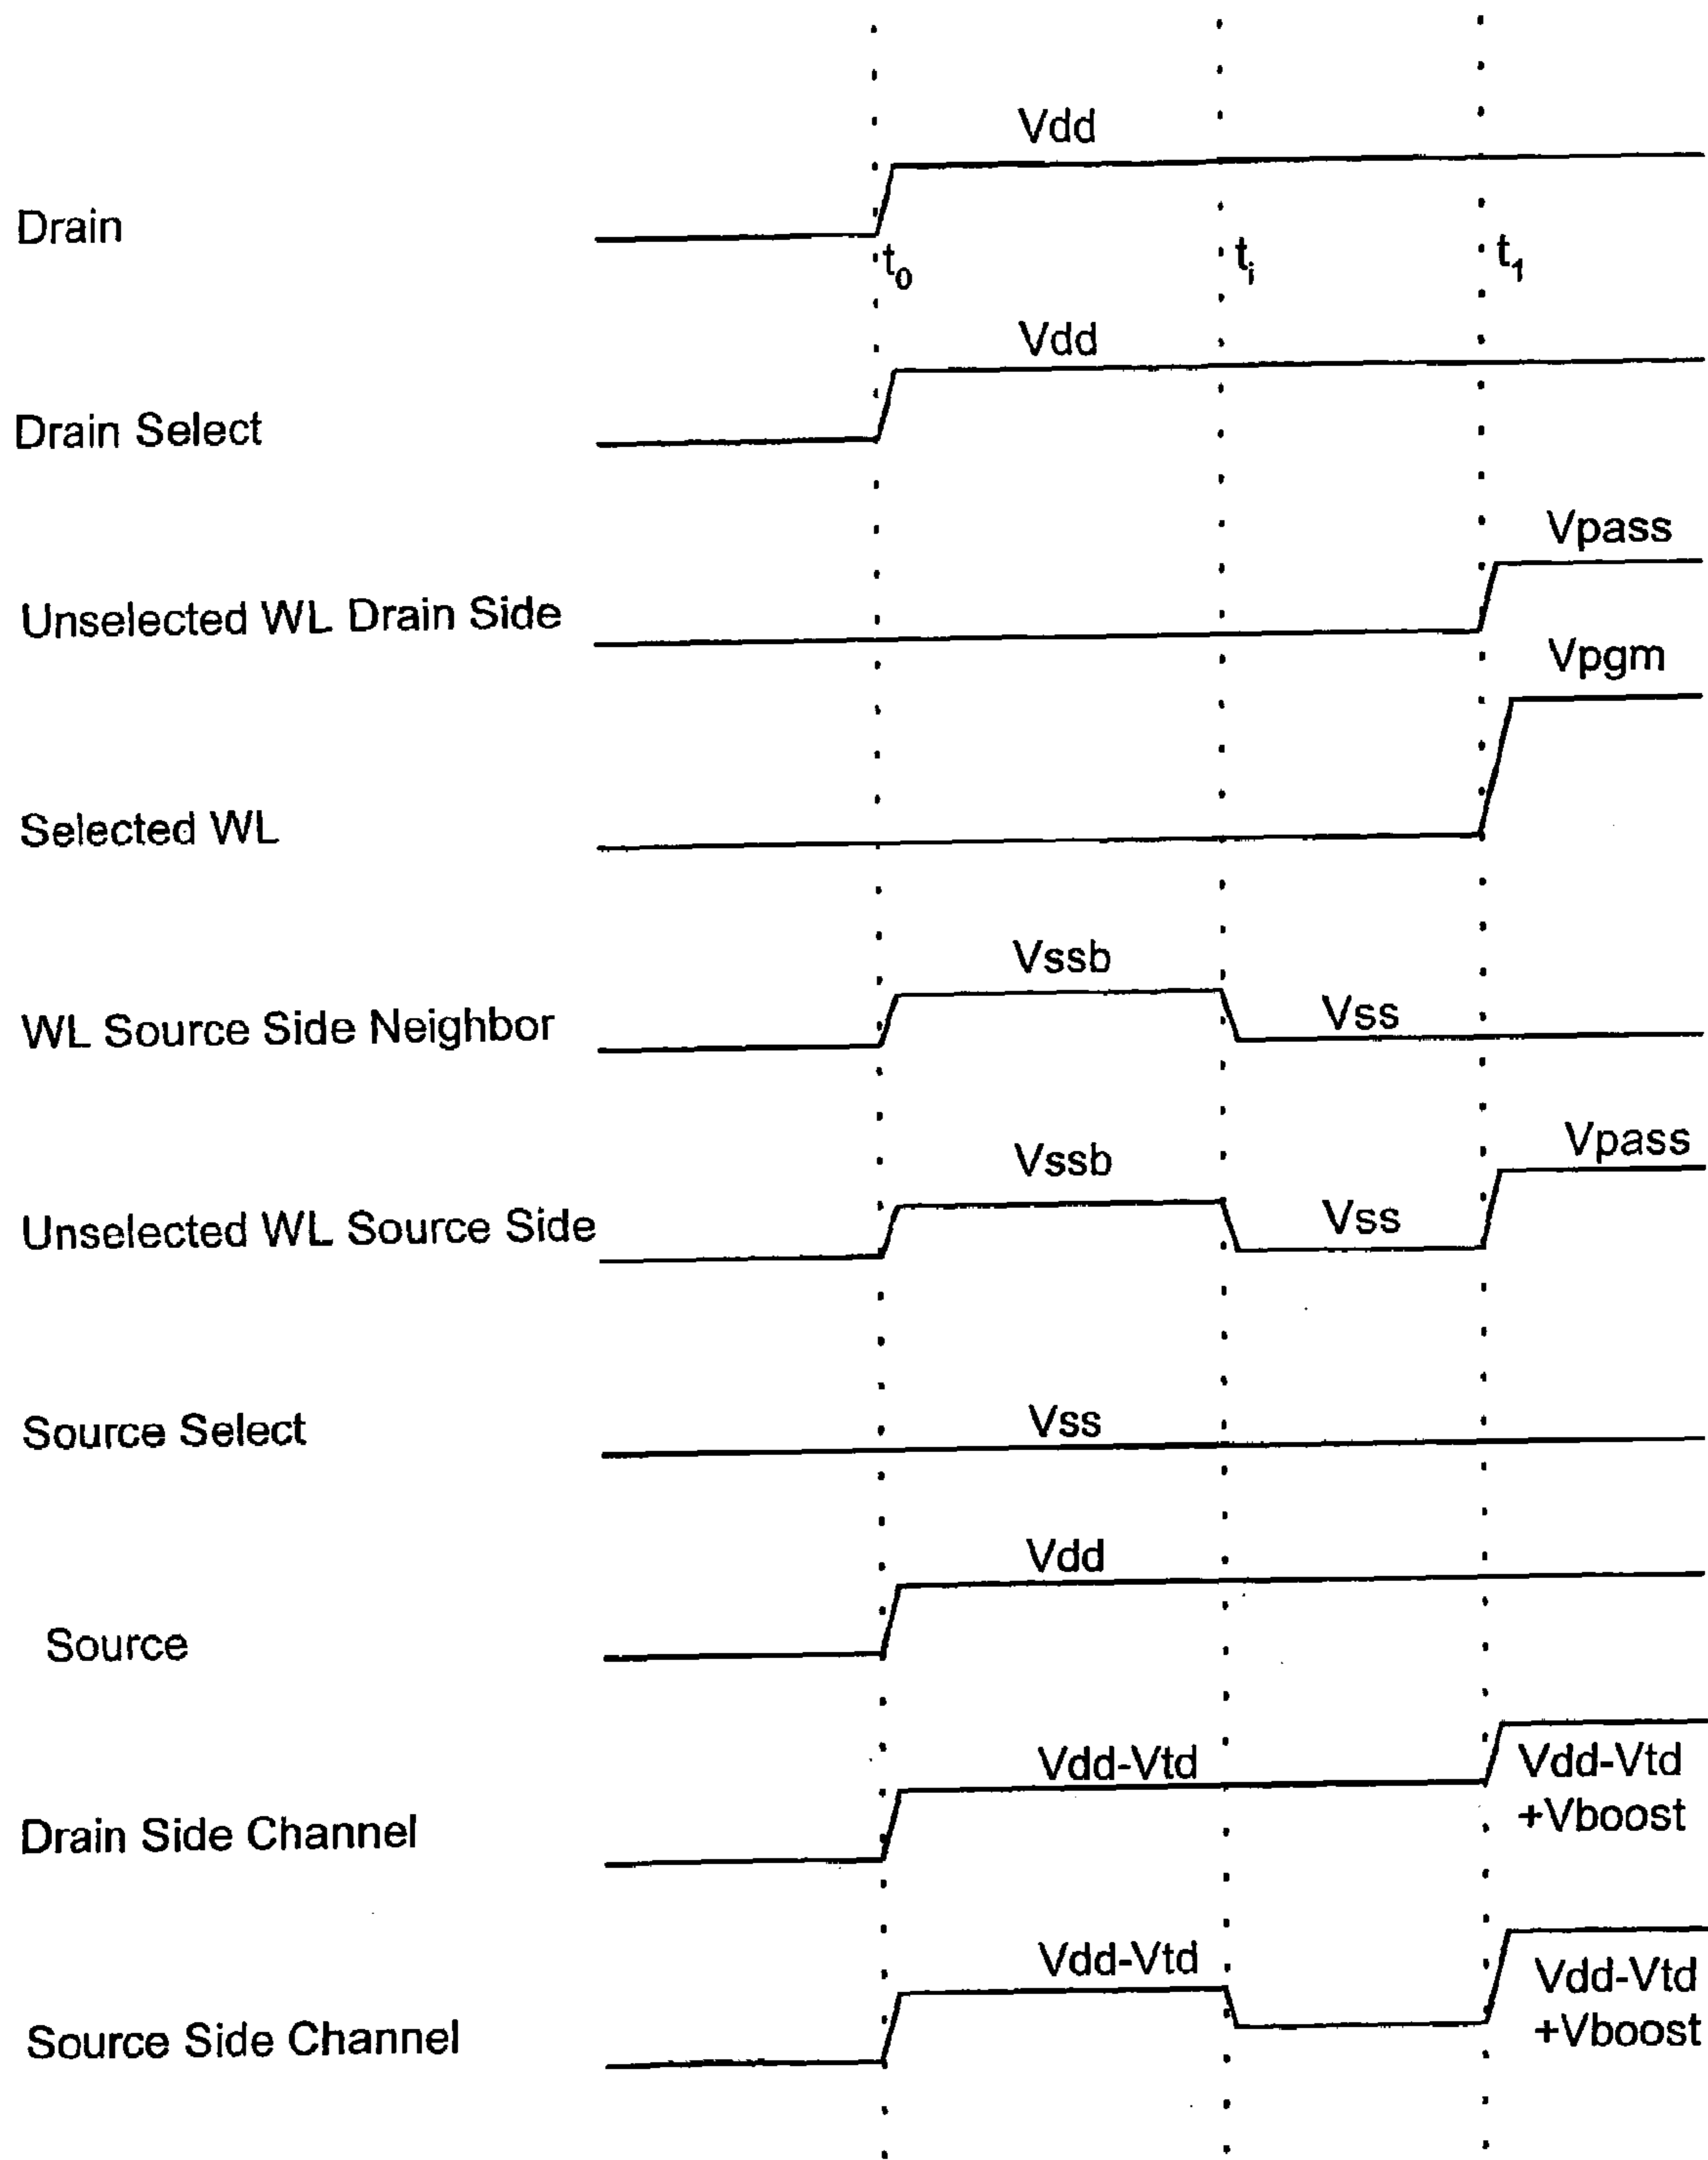 Vdd
Drain
t0 ti t1
Vdd
Drain Select
Vpass
Unselected WL Drain Side
Vpgm
Selected WL
Vssb
WL Source Side Neighbor
Vss
Vpass
Vssb
Unselected WL Source Side
Vss
Source Select
Vss
Vdd
Source
Vdd-Vtd
Vdd-Vtd
+Vboost
Drain Side Channel
Vdd-Vtd
Vdd-Vtd
+Vboost
Source Side Channel